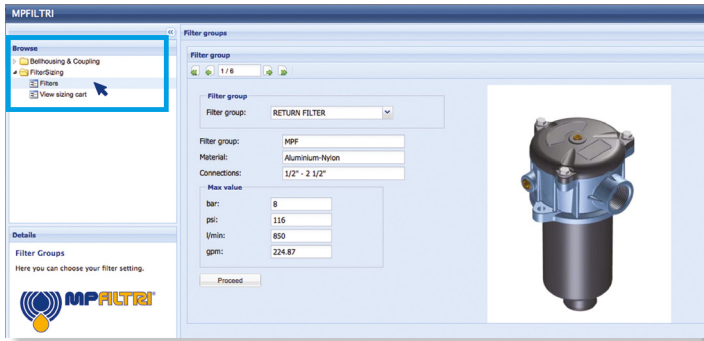 MPFILTRI
Filter groups
Browse
Bellhousing & Coupling
FilterSizing
Filters
View sizing cart
Filter group
1 / 6
Filter group
Filter group: RETURN FILTER
Filter group: MPF
Material: Aluminium-Nylon
Connections: 1/2" - 2 1/2"
Max value
bar: 8
psi: 116
l/min: 850
gpm: 224.87
Proceed
Details
Filter Groups
Here you can choose your filter setting.
MPFILTRI®